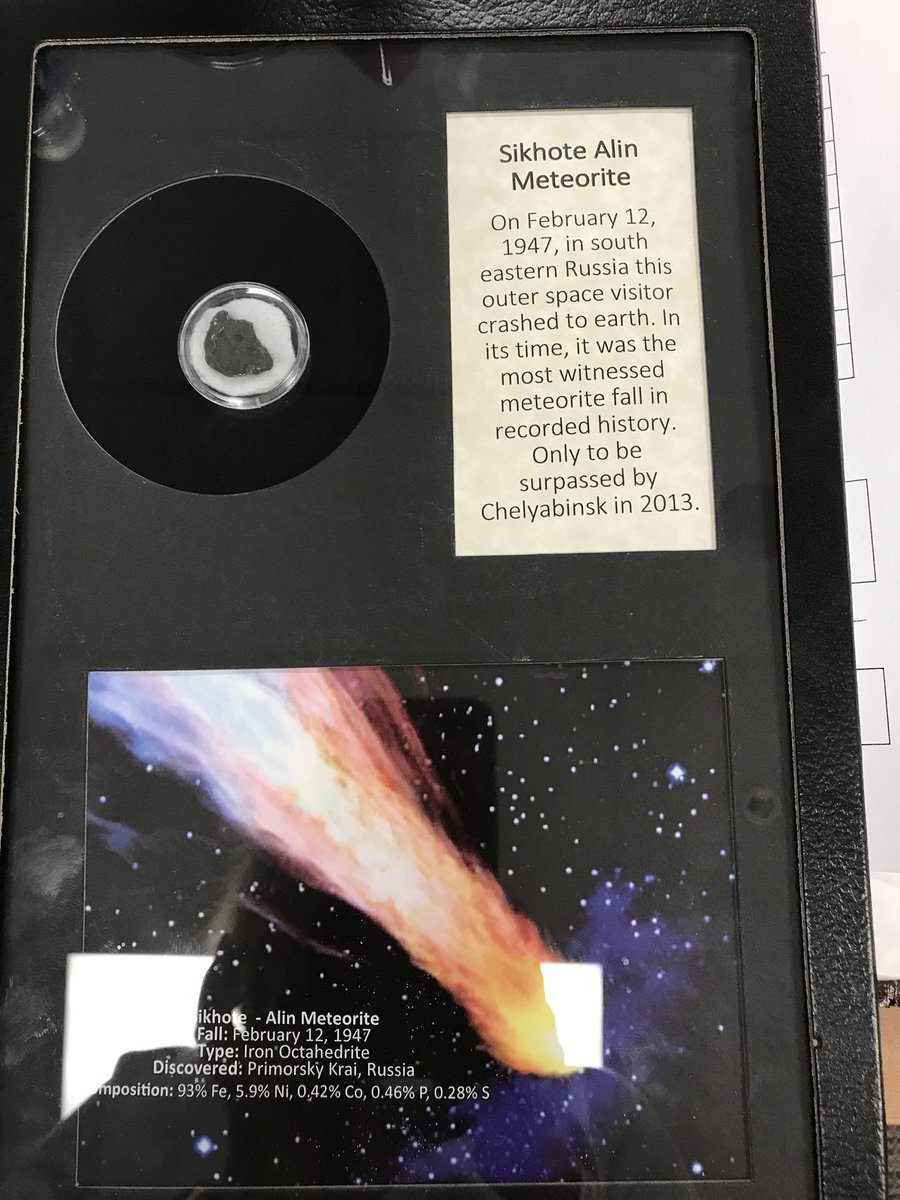 Sikhote Alin
Meteorite
On February 12,
1947, in south
eastern Russia this
outer space visitor
crashed to earth. In
its time, it was the
most witnessed
meteorite fall in
recorded history.
Only to be
surpassed by
Chelyabinsk in 2013.
ikhote - Alin Meteorite
Fall: February 12, 1947
Type: Iron Octahedrite
Discovered: Primorsky Krai, Russia
mposition: 93% Fe, 5.9% Ni, 0.42% Co, 0.46% P, 0.28% S